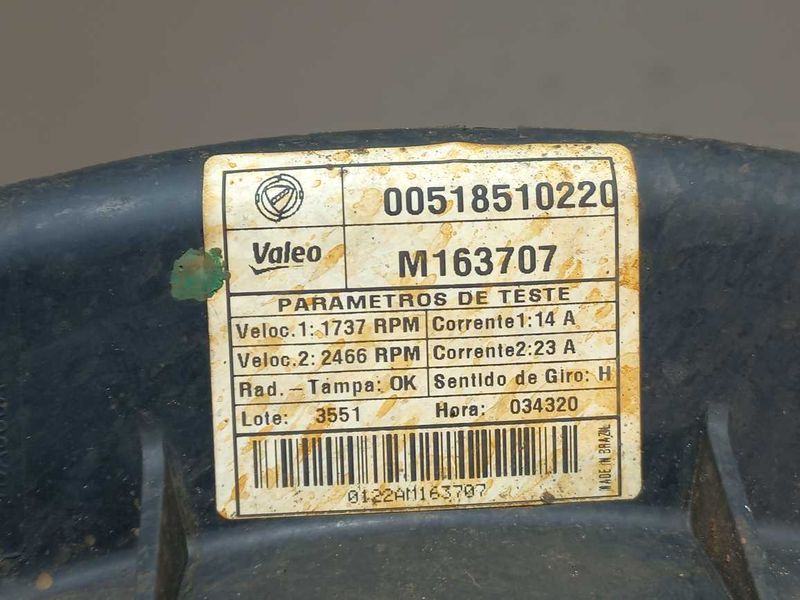 00518510220
Valeo
M163707
PARAMETROS DE TESTE
Veloc.1: 1737 RPM Corrente1:14 A
Veloc.2: 2466 RPM Corrente2:23 A
Rad.-Tampa: OK Sentido de Giro: H
Lote: 3551 Hora: 034320
0122AM163707
MADE IN BRAZIL